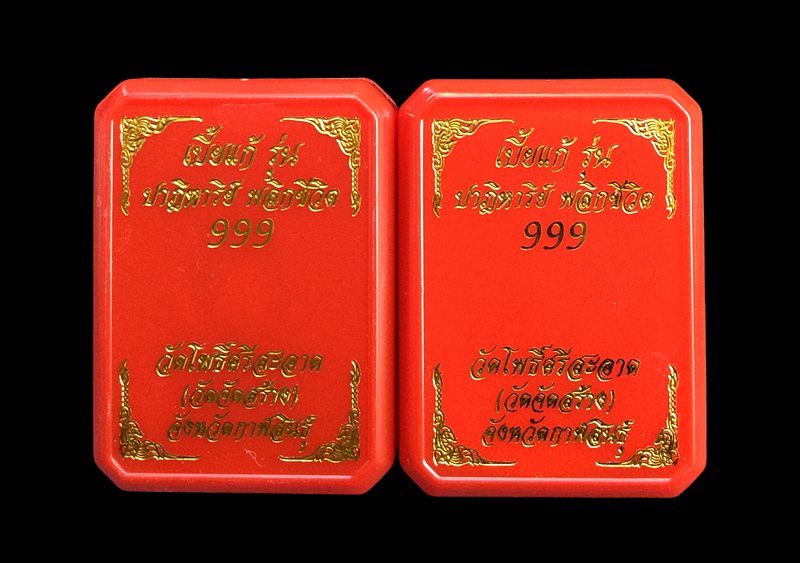 เบี้ยแก้ รุ่น
ปาฏิหาริย์ พลิกชีวิต
999
วัดโพธิ์ศรีสะอาด
(วัดจัดสร้าง)
จังหวัดกาฬสินธุ์
เบี้ยแก้ รุ่น
ปาฏิหาริย์ พลิกชีวิต
999
วัดโพธิ์ศรีสะอาด
(วัดจัดสร้าง)
จังหวัดกาฬสินธุ์